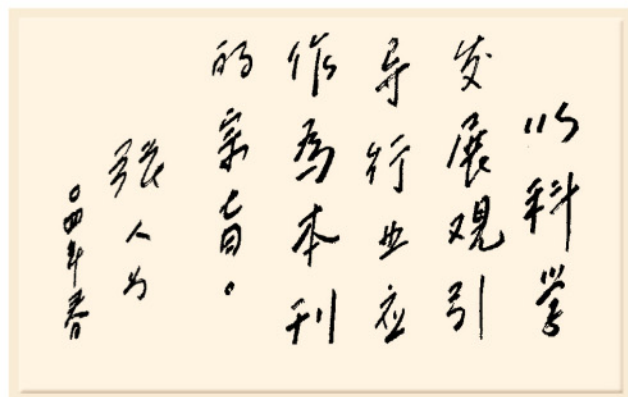 以科学
发展观引
导行业应
作为本刊
的宗旨。
张人为
〇四年春